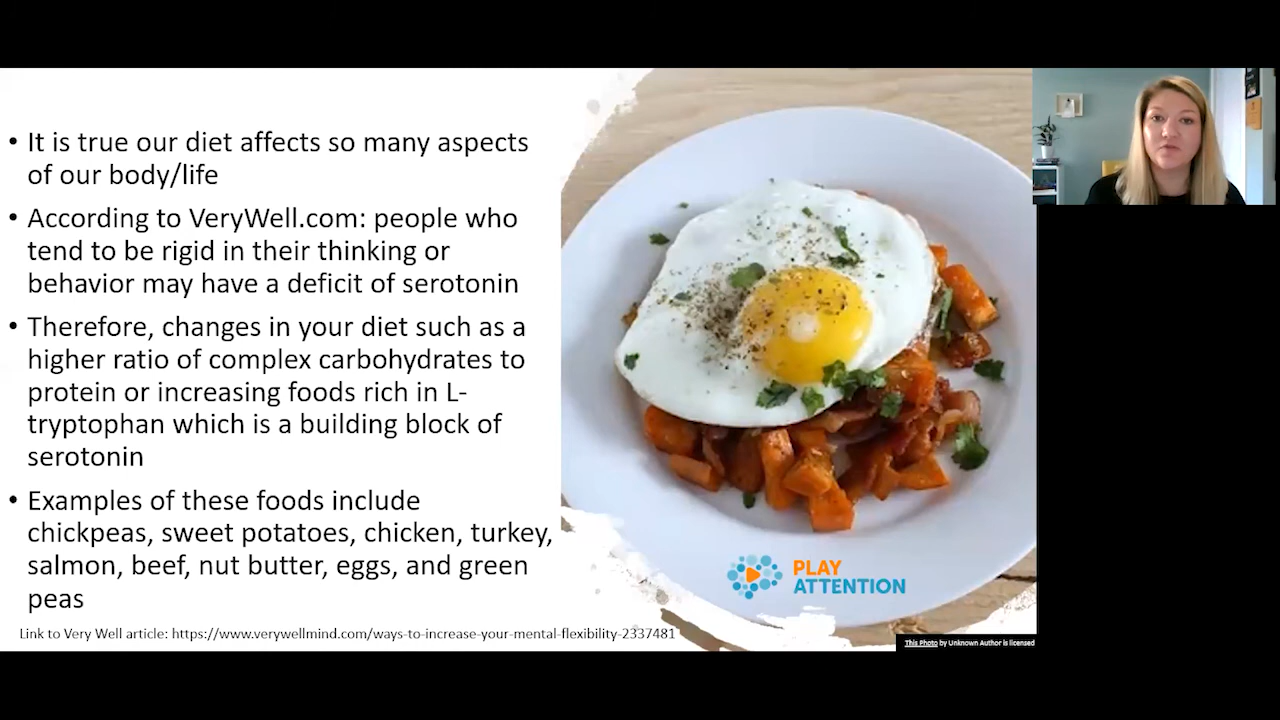 • It is true our diet affects so many aspects
of our body/life
• According to VeryWell.com: people who
tend to be rigid in their thinking or
behavior may have a deficit of serotonin
• Therefore, changes in your diet such as a
higher ratio of complex carbohydrates to
protein or increasing foods rich in L-
tryptophan which is a building block of
serotonin
• Examples of these foods include
chickpeas, sweet potatoes, chicken, turkey,
salmon, beef, nut butter, eggs, and green
peas
Link to Very Well article: https://www.verywellmind.com/ways-to-increase-your-mental-flexibility-2337481
PLAY
ATTENTION
This Photo by Unknown Author is licensed